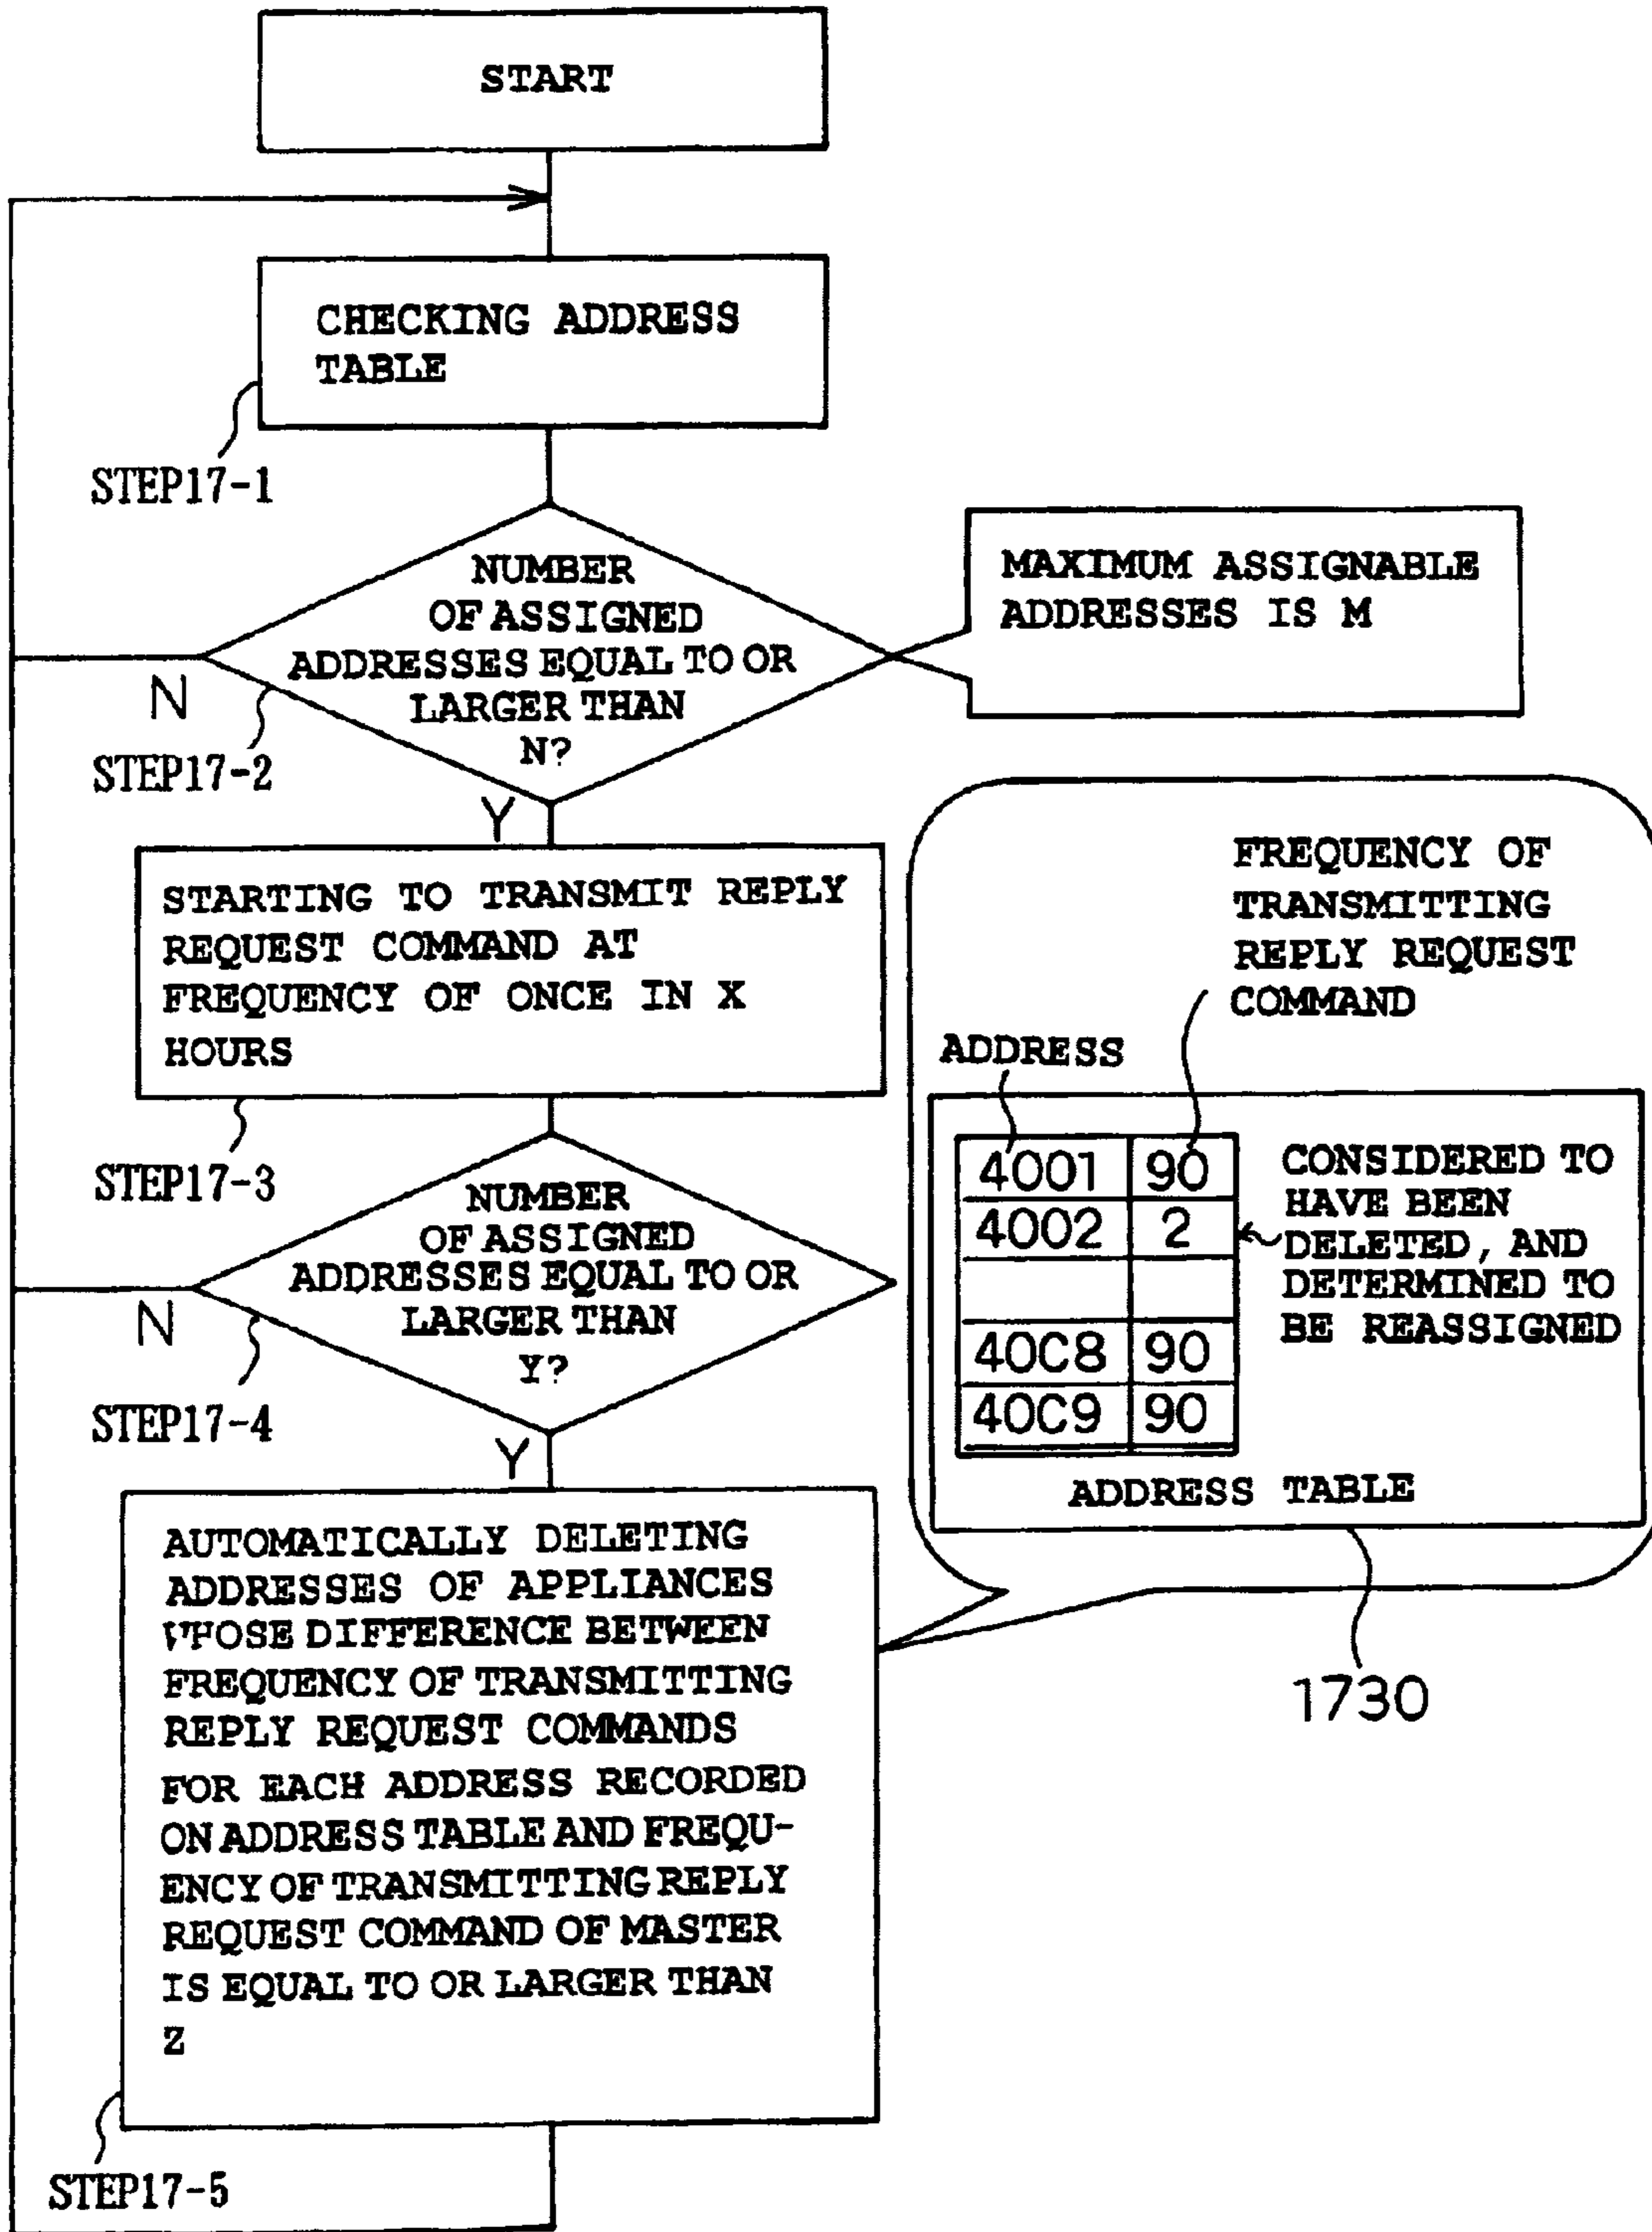 START
CHECKING ADDRESS
TABLE
STEP17-1
NUMBER
OF ASSIGNED
ADDRESSES EQUAL TO OR
LARGER THAN
N?
N
STEP17-2
Y
MAXIMUM ASSIGNABLE
ADDRESSES IS M
STARTING TO TRANSMIT REPLY
REQUEST COMMAND AT
FREQUENCY OF ONCE IN X
HOURS
STEP17-3
NUMBER
OF ASSIGNED
ADDRESSES EQUAL TO OR
LARGER THAN
Y?
N
STEP17-4
Y
AUTOMATICALLY DELETING
ADDRESSES OF APPLIANCES
WHOSE DIFFERENCE BETWEEN
FREQUENCY OF TRANSMITTING
REPLY REQUEST COMMANDS
FOR EACH ADDRESS RECORDED
ON ADDRESS TABLE AND FREQU-
ENCY OF TRANSMITTING REPLY
REQUEST COMMAND OF MASTER
IS EQUAL TO OR LARGER THAN
Z
STEP17-5
FREQUENCY OF
TRANSMITTING
REPLY REQUEST
COMMAND
ADDRESS
4001 90
4002 2
40C8 90
40C9 90
CONSIDERED TO
HAVE BEEN
DELETED, AND
DETERMINED TO
BE REASSIGNED
ADDRESS TABLE
1730